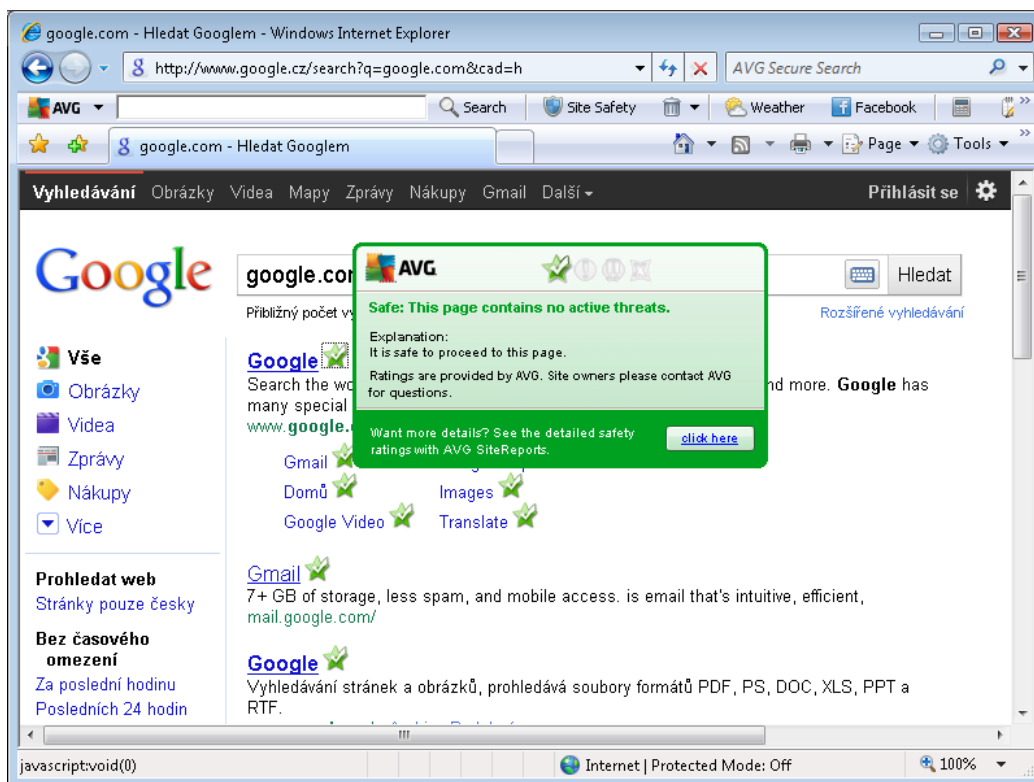 google.com - Hledat Googlem - Windows Internet Explorer
http://www.google.cz/search?q=google.com&cad=h
AVG Secure Search
AVG
Search
Site Safety
Weather
Facebook
google.com - Hledat Googlem
Page
Tools
Vyhledávání Obrázky Videa Mapy Zprávy Nákupy Gmail Další
Přihlásit se
Google
google.co
Hledat
Přibližný počet v
Rozšířené vyhledávání
AVG
Safe: This page contains no active threats.
Explanation:
It is safe to proceed to this page.
Ratings are provided by AVG. Site owners please contact AVG
for questions.
Want more details? See the detailed safety
ratings with AVG SiteReports.
click here
Vše
Obrázky
Videa
Zprávy
Nákupy
Více
Prohledat web
Stránky pouze česky
Bez časového
omezení
Za poslední hodinu
Posledních 24 hodin
Google
Search the wo
nd more. Google has
many special
www.google.
Gmail
Domů
Images
Google Video
Translate
Gmail
7+ GB of storage, less spam, and mobile access. is email that's intuitive, efficient,
mail.google.com/
Google
Vyhledávání stránek a obrázků, prohledává soubory formátů PDF, PS, DOC, XLS, PPT a
RTF.
javascript:void(0)
Internet | Protected Mode: Off
100%